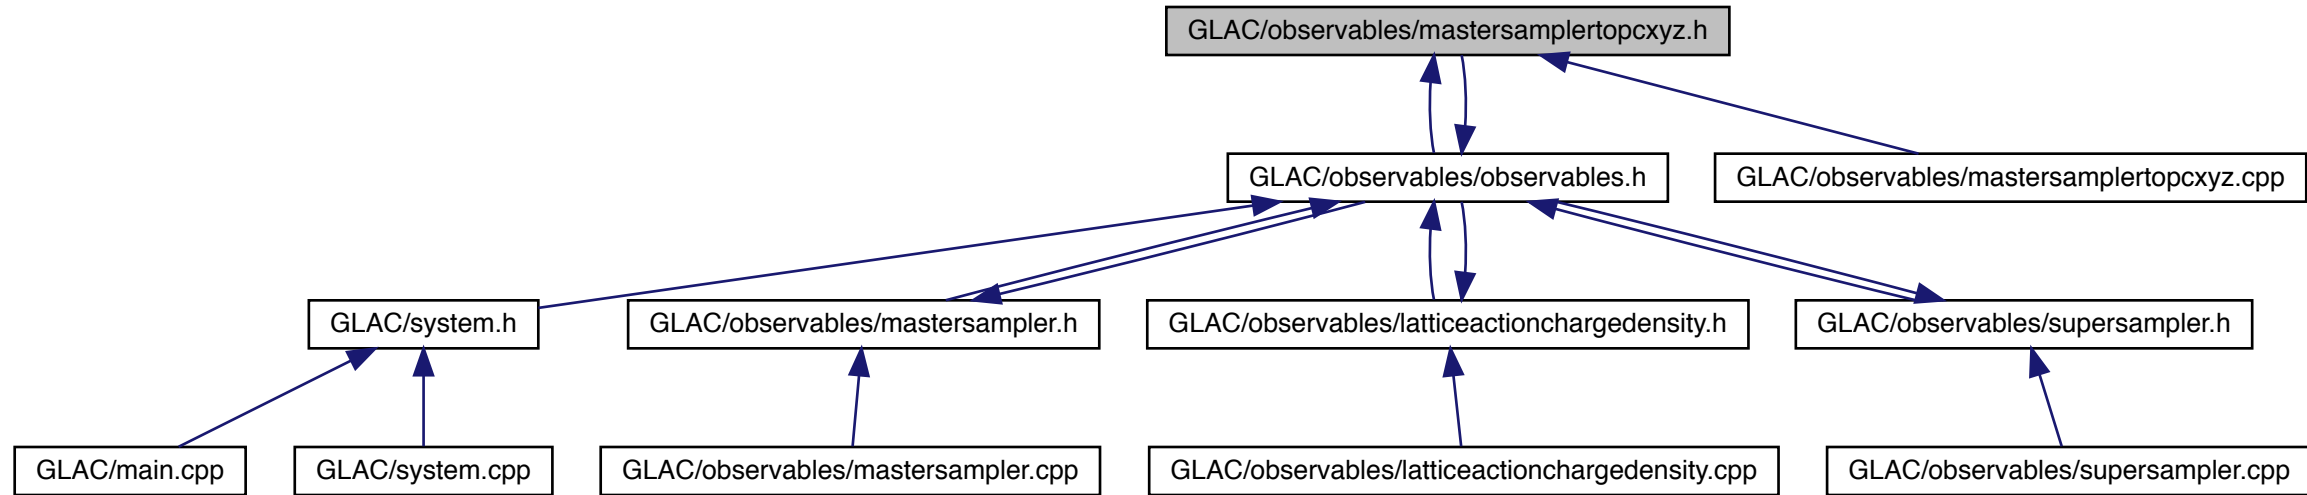 GLAC/observables/mastersamplertopcxyz.h
GLAC/observables/observables.h
GLAC/observables/mastersamplertopcxyz.cpp
GLAC/system.h
GLAC/observables/mastersampler.h
GLAC/observables/latticeactionchargedensity.h
GLAC/observables/supersampler.h
GLAC/main.cpp
GLAC/system.cpp
GLAC/observables/mastersampler.cpp
GLAC/observables/latticeactionchargedensity.cpp
GLAC/observables/supersampler.cpp